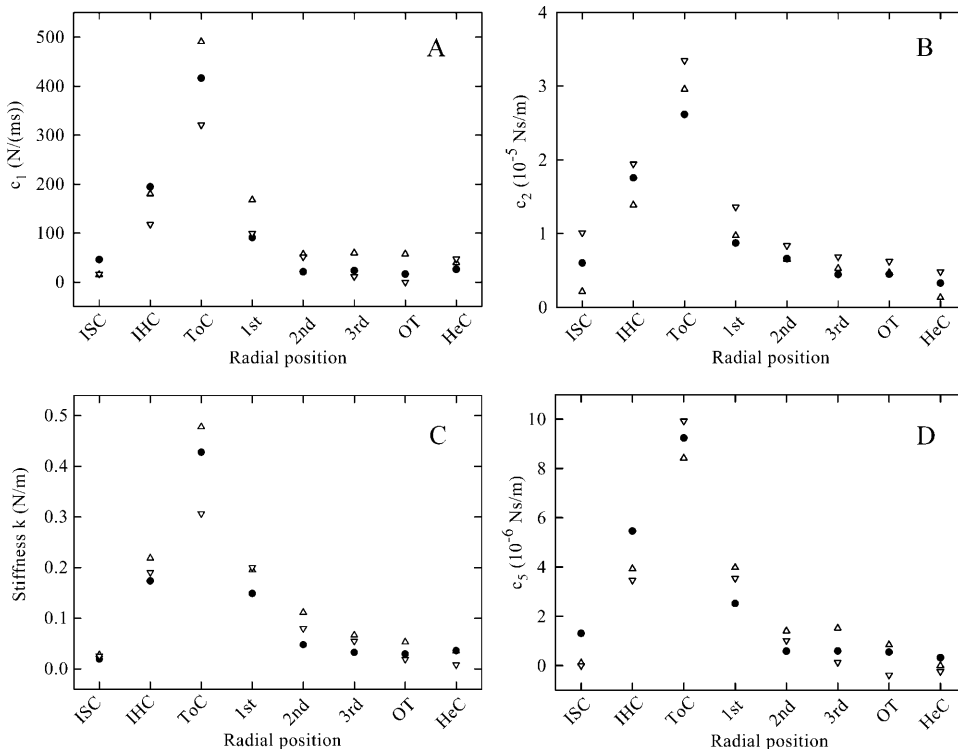 A
c1 (N/(ms))
500
400
300
200
100
0
ISC IHC ToC 1st 2nd 3rd OT HeC
Radial position
B
c2 (10-5 Ns/m)
4
3
2
1
0
ISC IHC ToC 1st 2nd 3rd OT HeC
Radial position
C
Stiffness k (N/m)
0.5
0.4
0.3
0.2
0.1
0.0
ISC IHC ToC 1st 2nd 3rd OT HeC
Radial position
D
c5 (10-6 Ns/m)
10
8
6
4
2
0
ISC IHC ToC 1st 2nd 3rd OT HeC
Radial position